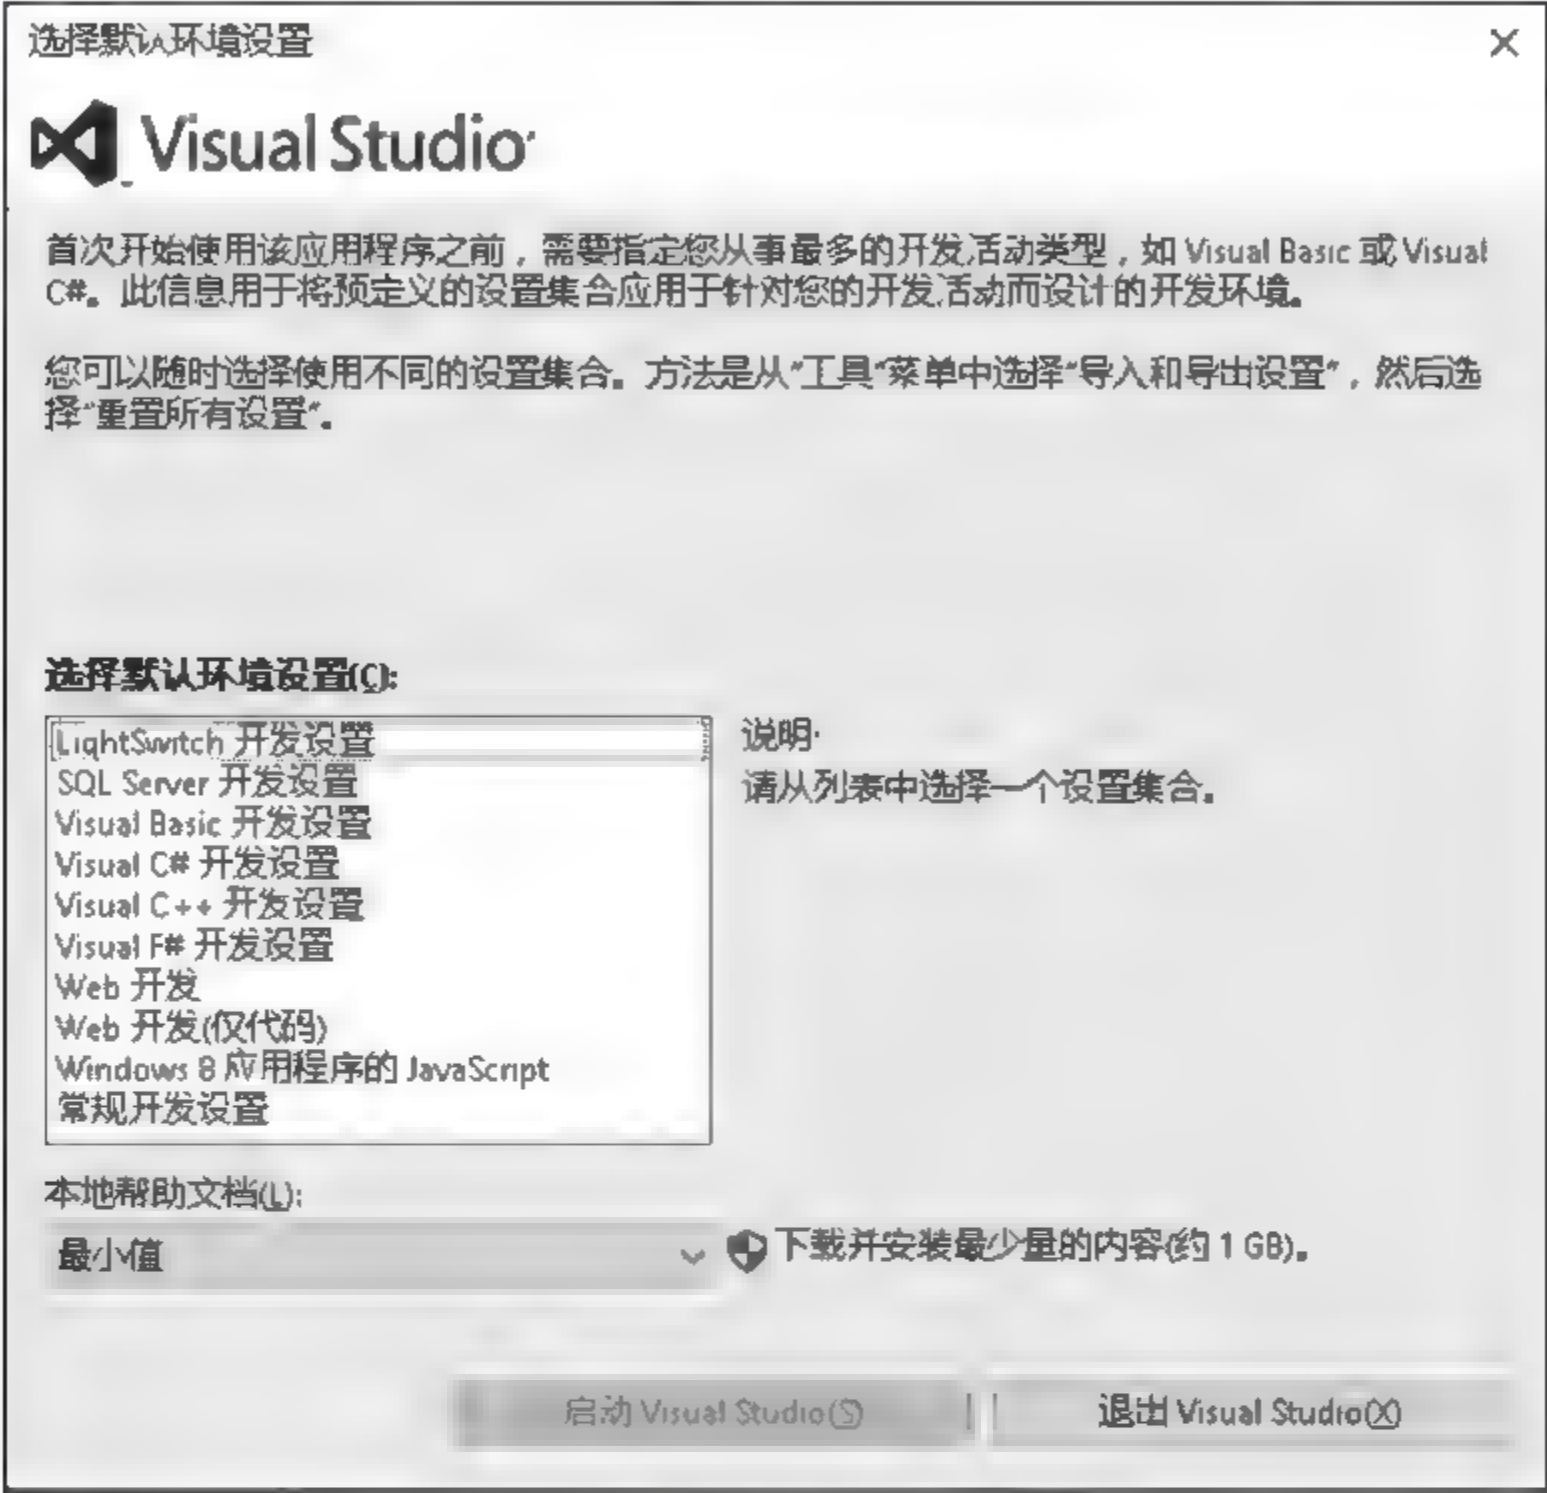 选择默认环境设置
Visual Studio
首次开始使用该应用程序之前，需要指定您从事最多的开发活动类型，如 Visual Basic 或 Visual
C#。此信息用于将预定义的设置集合应用于针对您的开发活动而设计的开发环境。
您可以随时选择使用不同的设置集合。方法是从“工具”菜单中选择“导入和导出设置”，然后选
择“重置所有设置”。
选择默认环境设置(C):
LightSwitch 开发设置
SQL Server 开发设置
Visual Basic 开发设置
Visual C# 开发设置
Visual C++ 开发设置
Visual F# 开发设置
Web 开发
Web 开发(仅代码)
Windows 8 应用程序的 JavaScript
常规开发设置
说明:
请从列表中选择一个设置集合。
本地帮助文档(L):
最小值
下载并安装最少量的内容(约 1 GB)。
启动 Visual Studio(S)
退出 Visual Studio(X)